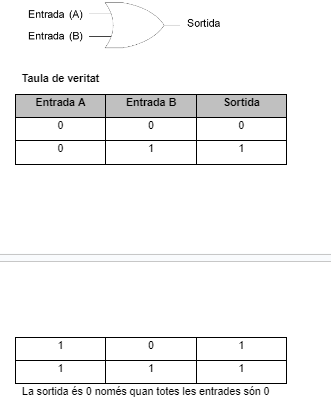 Entrada (A)
Sortida
Entrada (B)
Taula de veritat
Entrada A Entrada B Sortida
0 0 0
0 1 1
1 0 1
1 1 1
La sortida és 0 només quan totes les entrades són 0